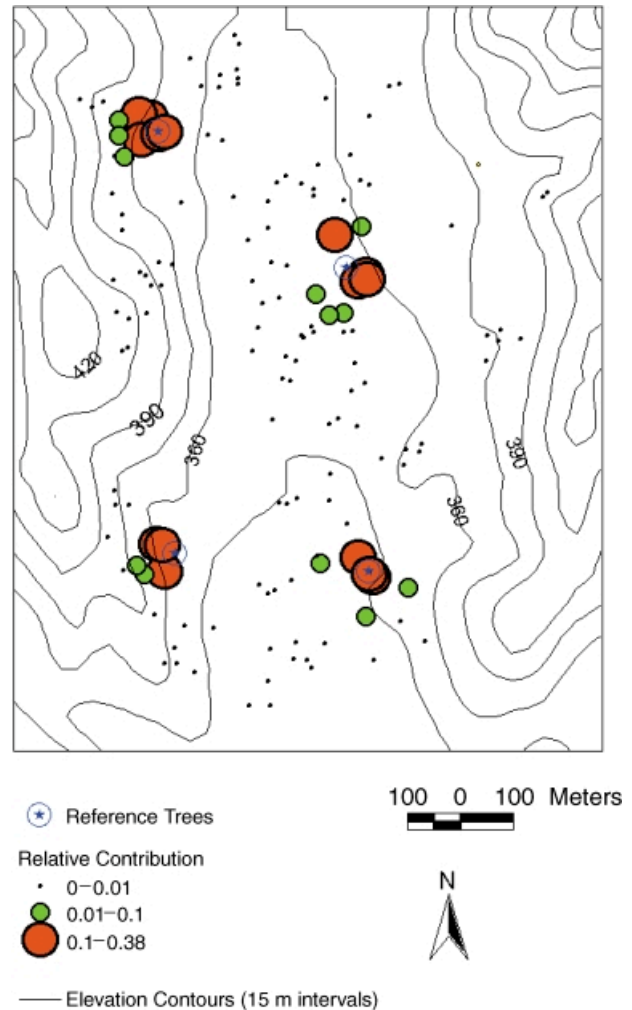 420
390
360
390
360
100 0 100 Meters
Reference Trees
Relative Contribution
0–0.01
0.01–0.1
0.1–0.38
N
Elevation Contours (15 m intervals)